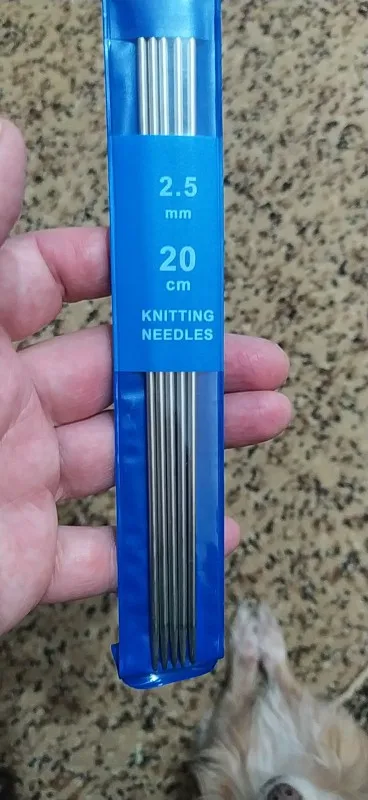 2.5
mm
20
cm
KNITTING
NEEDLES